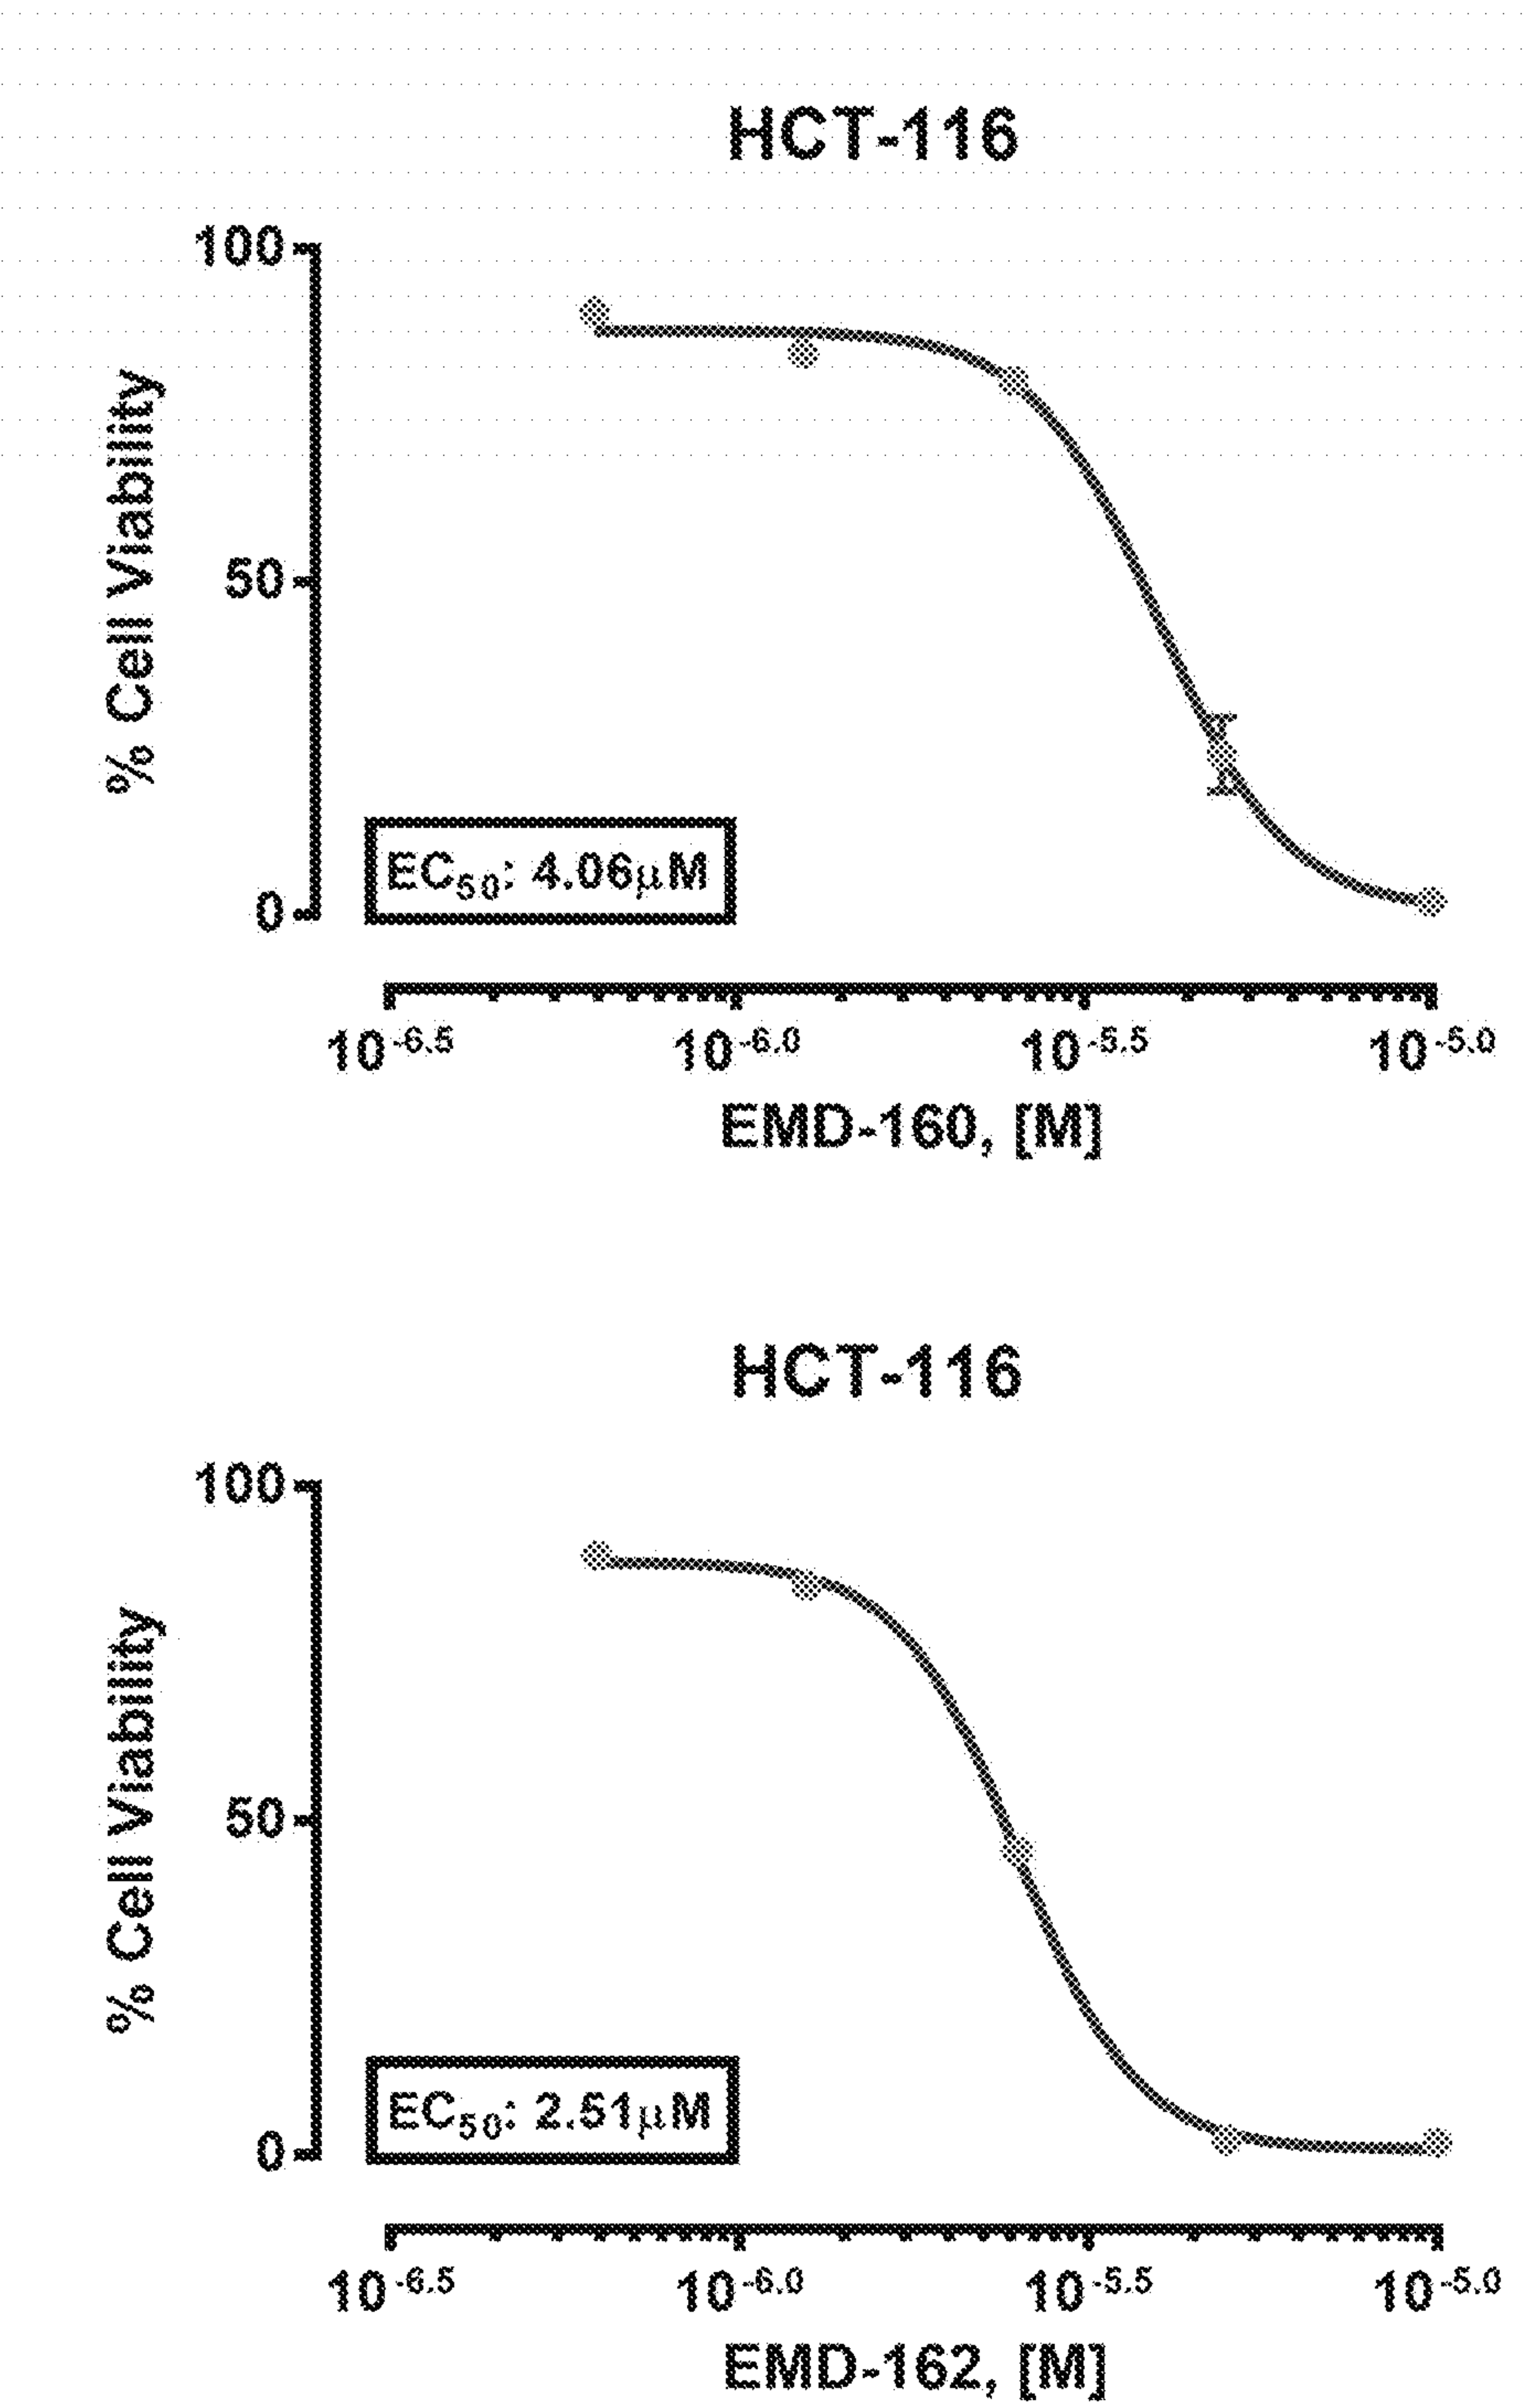 HCT-116
100
50
0
% Cell Viability
EC50: 4.06µM
10-6.5 10-6.0 10-5.5 10-5.0
EMD-160, [M]
HCT-116
100
50
0
% Cell Viability
EC50: 2.51µM
10-6.5 10-6.0 10-5.5 10-5.0
EMD-162, [M]